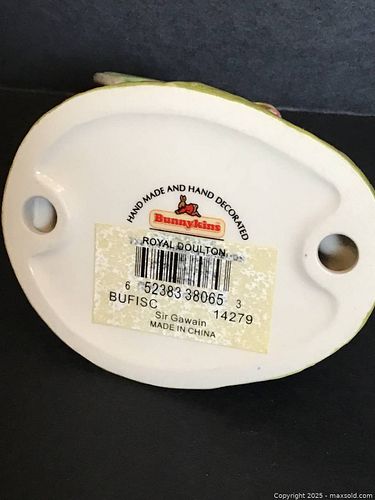 HAND MADE AND HAND DECORATED
Bunnykins
ROYAL DOULTON
6 52383 38065 3
BUFISC 14279
Sir Gawain
MADE IN CHINA
Copyright 2025 - maxsold.com